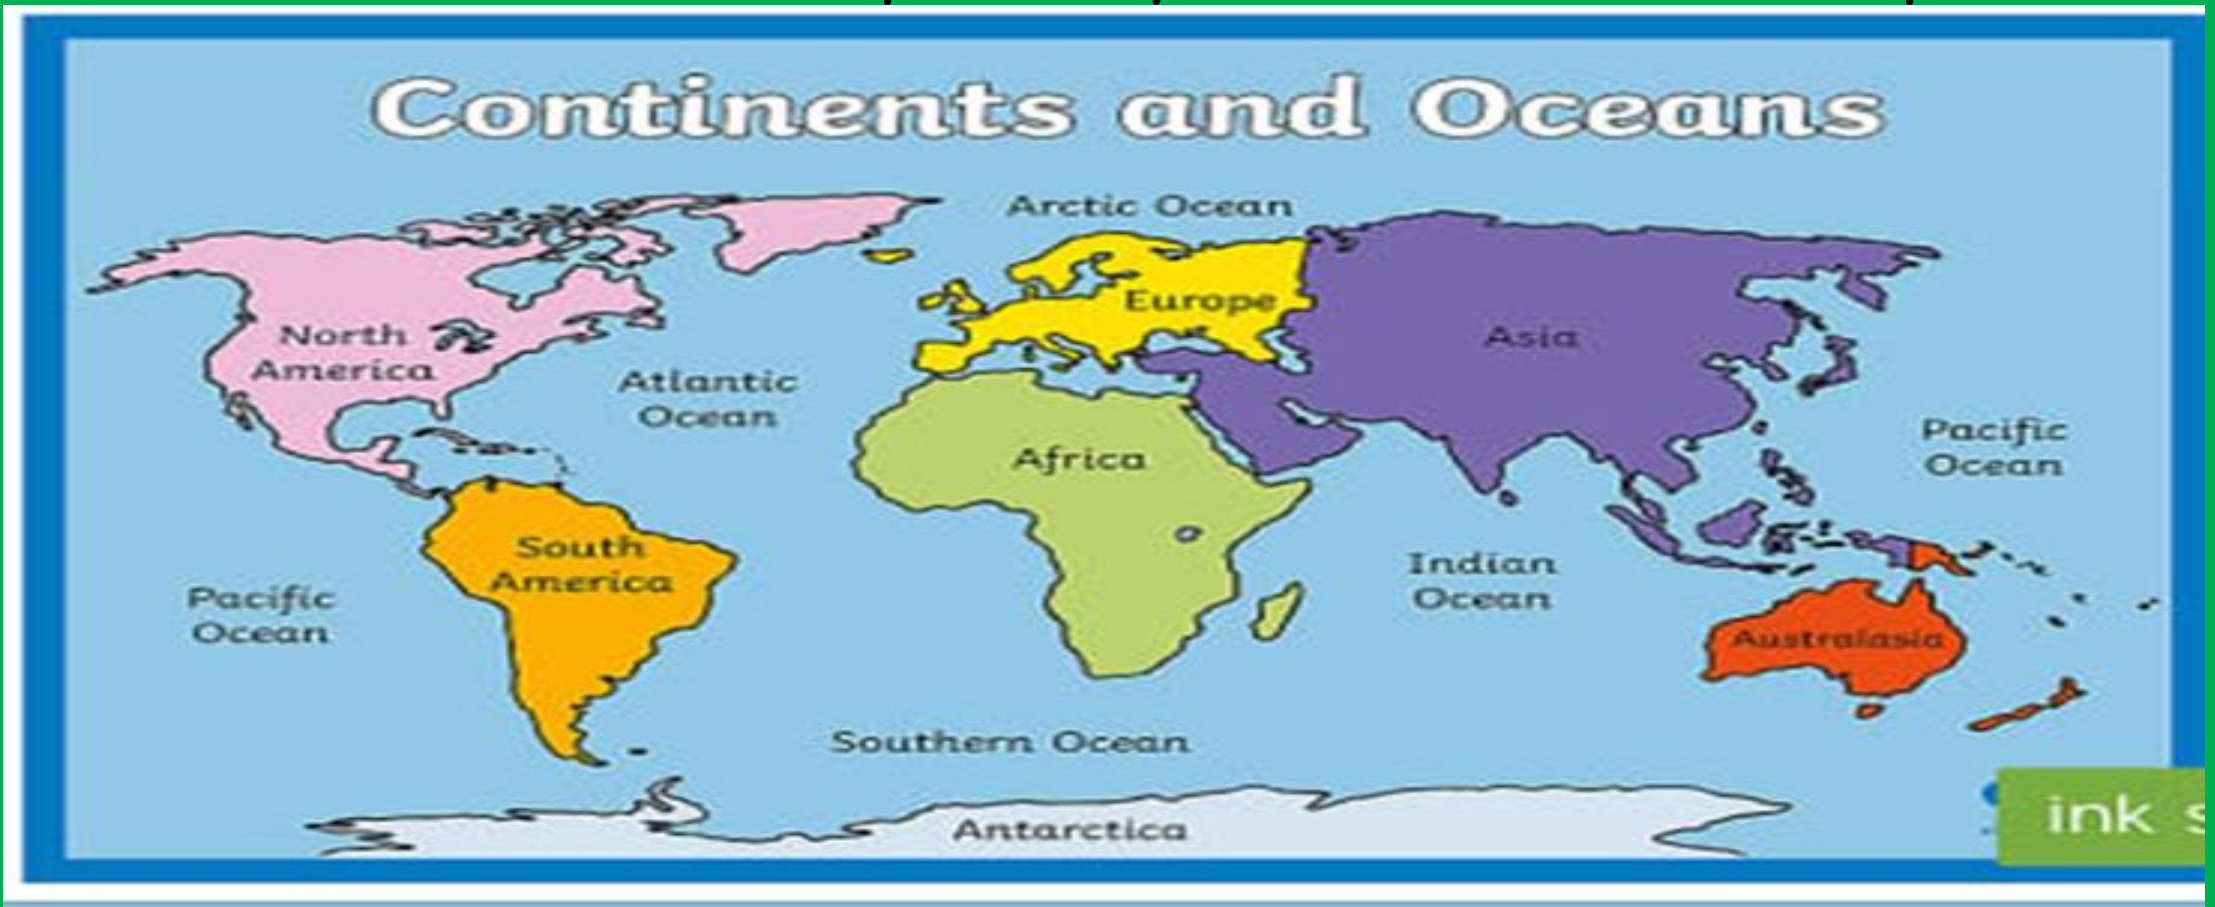 Continents and Oceans
Arctic Ocean
Europe
Asia
North
America
Atlantic
Ocean
Africa
Pacific
Ocean
South
America
Indian
Ocean
Pacific
Ocean
Australasia
Southern Ocean
Antarctica
ink